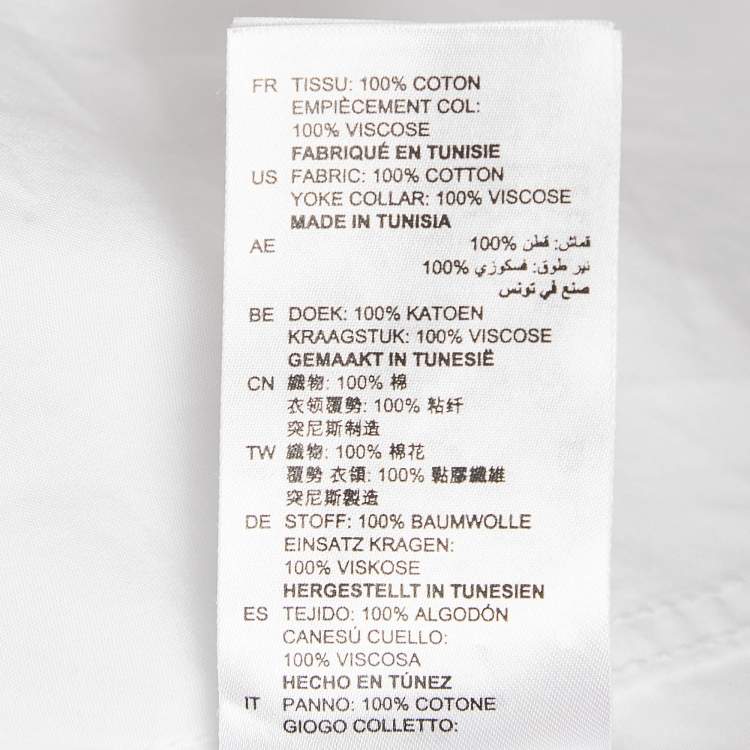 FR TISSU: 100% COTON
EMPIÈCEMENT COL:
100% VISCOSE
FABRIQUÉ EN TUNISIE
US FABRIC: 100% COTTON
YOKE COLLAR: 100% VISCOSE
MADE IN TUNISIA
AE قماش: قطن 100%
نير طوق: فسكوزي 100%
صنع في تونس
BE DOEK: 100% KATOEN
KRAAGSTUK: 100% VISCOSE
GEMAAKT IN TUNESIË
CN 織物: 100% 棉
衣领覆勢: 100% 粘纤
突尼斯制造
TW 織物: 100% 棉花
覆勢 衣領: 100% 黏膠纖維
突尼斯製造
DE STOFF: 100% BAUMWOLLE
EINSATZ KRAGEN:
100% VISKOSE
HERGESTELLT IN TUNESIEN
ES TEJIDO: 100% ALGODÓN
CANESÚ CUELLO:
100% VISCOSA
HECHO EN TÚNEZ
IT PANNO: 100% COTONE
GIOGO COLLETTO: